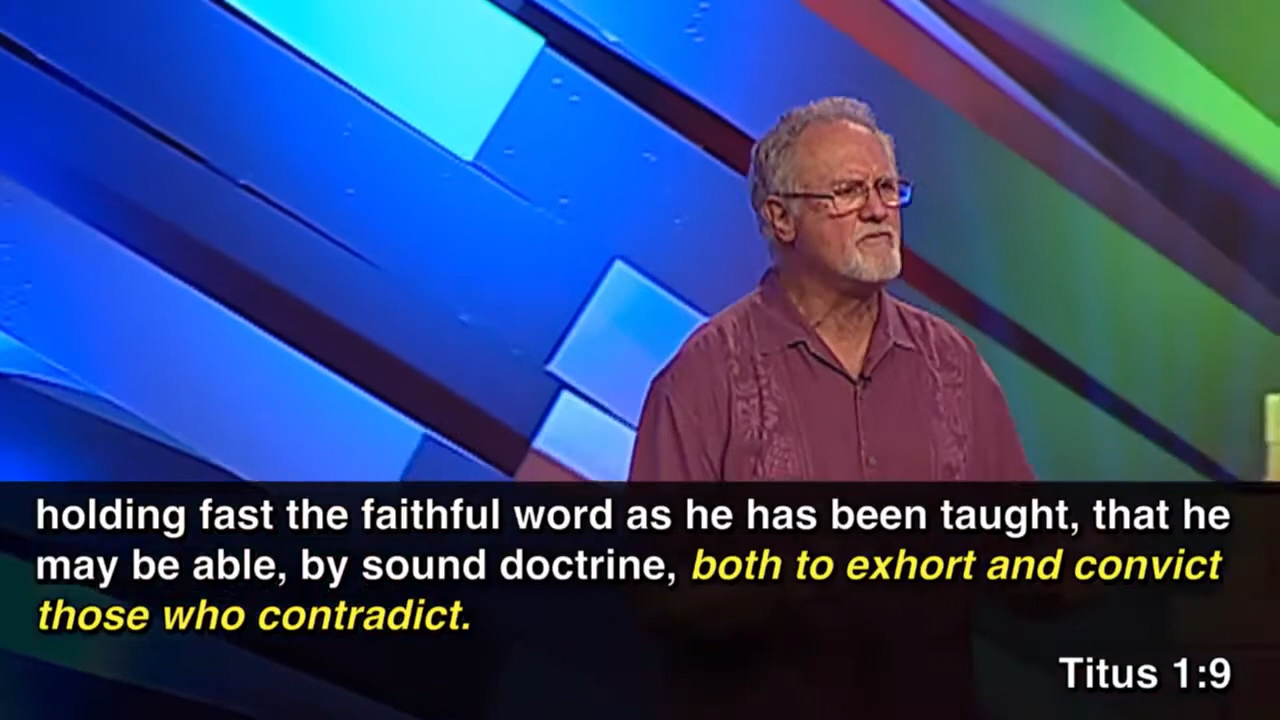 holding fast the faithful word as he has been taught, that he
may be able, by sound doctrine, both to exhort and convict
those who contradict.
Titus 1:9